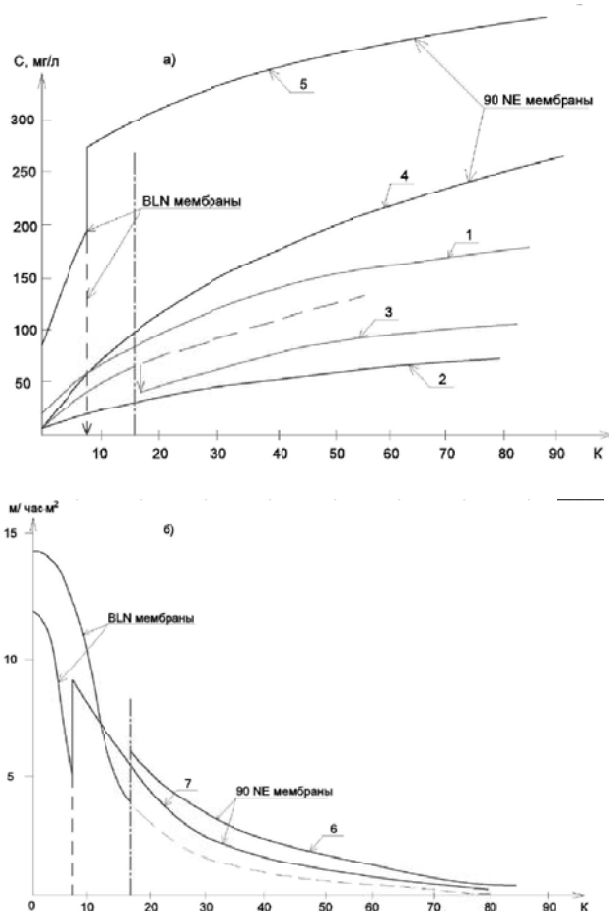 С, мг/л
а)
5
300
90 NE мембраны
250
4
BLN мембраны
200
1
150
100
3
50
2
10 20 30 40 50 60 70 80 90 К
м/ час·м²
б)
15
BLN мембраны
10
7
90 NE мембраны
5
6
0 10 20 30 40 50 60 70 80 90 К